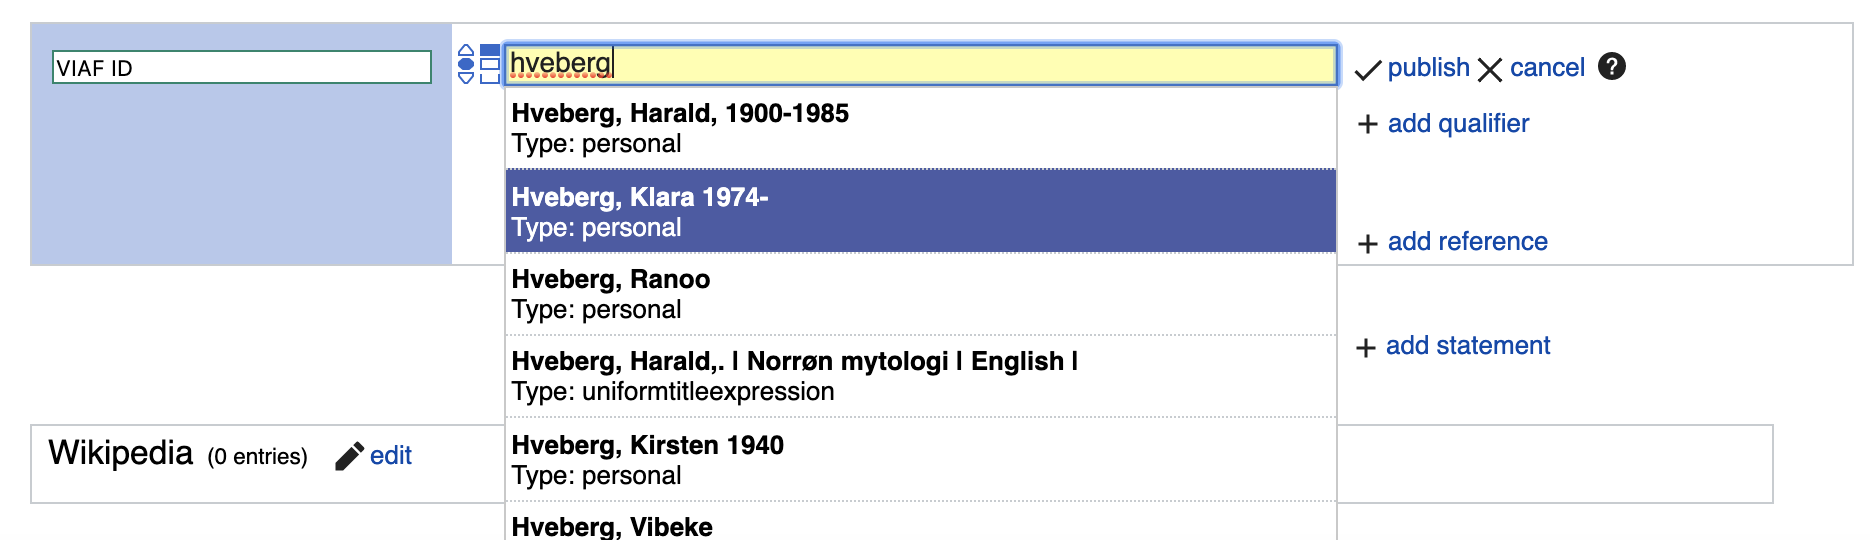 VIAF ID
hveberg
publish cancel ?
Hveberg, Harald, 1900-1985
Type: personal
+ add qualifier
Hveberg, Klara 1974-
Type: personal
+ add reference
Hveberg, Ranoo
Type: personal
+ add statement
Hveberg, Harald,. | Norrøn mytologi | English |
Type: uniformtitleexpression
Wikipedia (0 entries) edit
Hveberg, Kirsten 1940
Type: personal
Hveberg, Vibeke